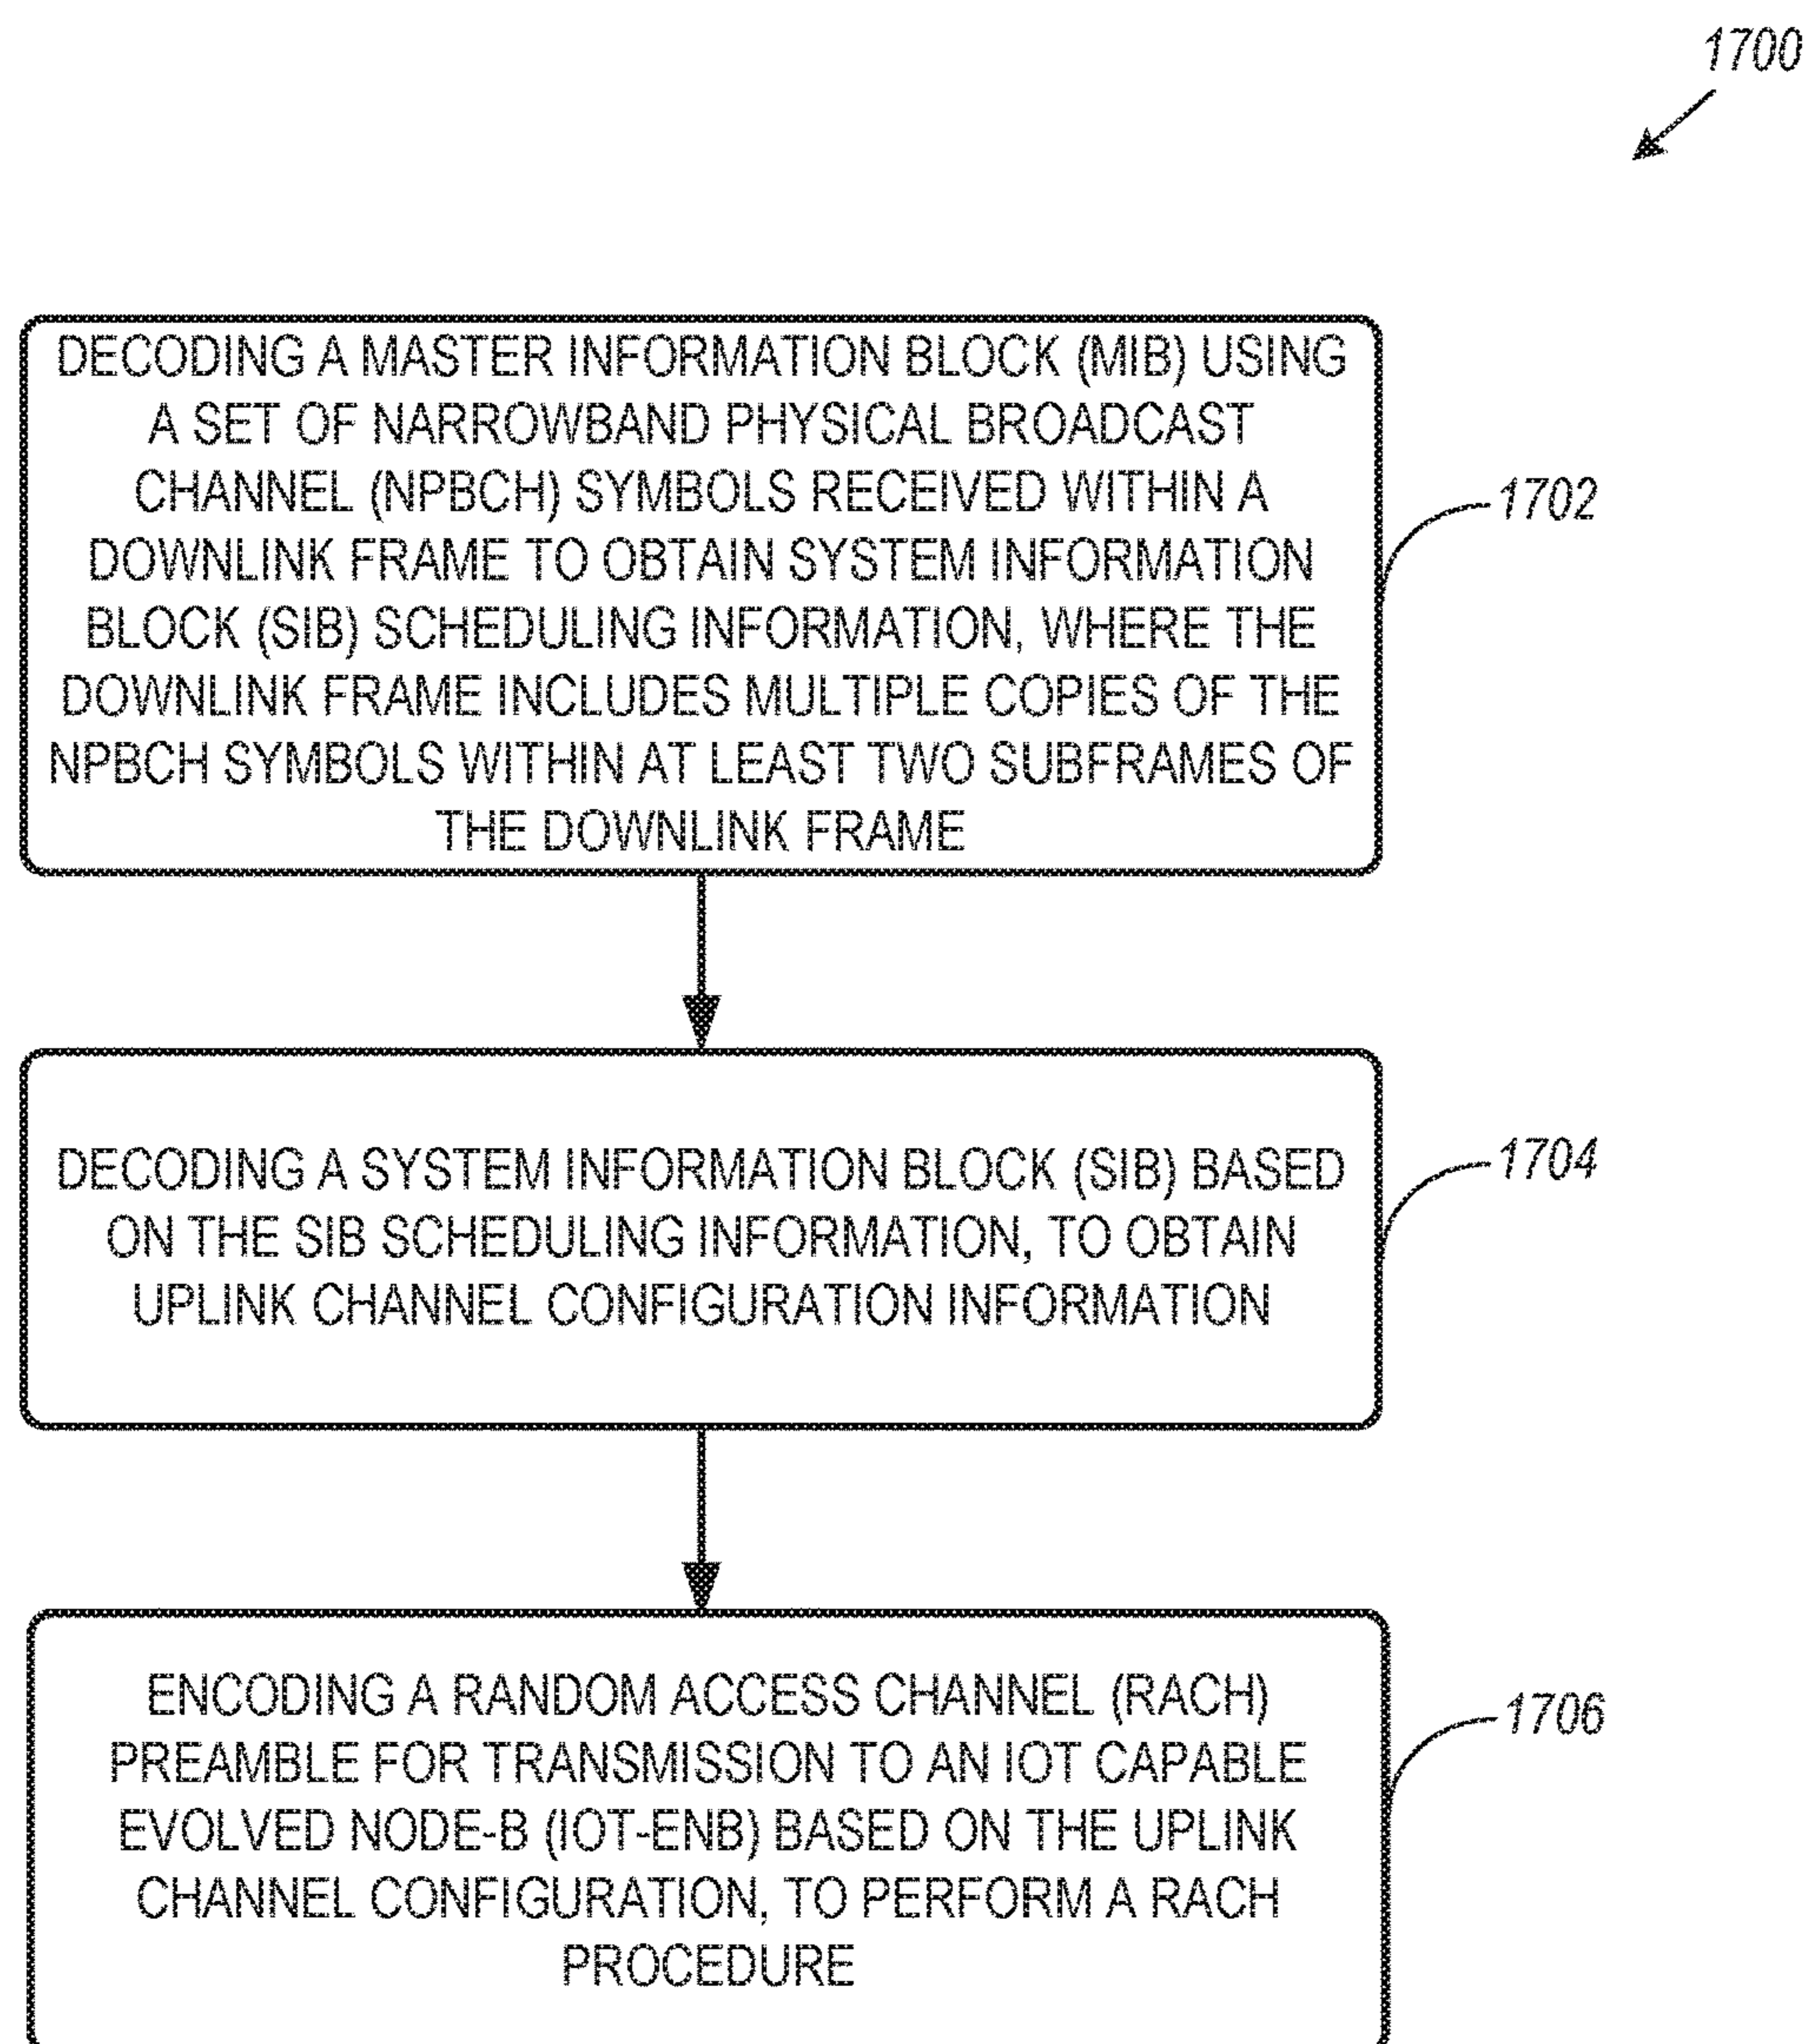 1700
DECODING A MASTER INFORMATION BLOCK (MIB) USING
A SET OF NARROWBAND PHYSICAL BROADCAST
CHANNEL (NPBCH) SYMBOLS RECEIVED WITHIN A
DOWNLINK FRAME TO OBTAIN SYSTEM INFORMATION
BLOCK (SIB) SCHEDULING INFORMATION, WHERE THE
DOWNLINK FRAME INCLUDES MULTIPLE COPIES OF THE
NPBCH SYMBOLS WITHIN AT LEAST TWO SUBFRAMES OF
THE DOWNLINK FRAME
1702
DECODING A SYSTEM INFORMATION BLOCK (SIB) BASED
ON THE SIB SCHEDULING INFORMATION, TO OBTAIN
UPLINK CHANNEL CONFIGURATION INFORMATION
1704
ENCODING A RANDOM ACCESS CHANNEL (RACH)
PREAMBLE FOR TRANSMISSION TO AN IOT CAPABLE
EVOLVED NODE-B (IOT-ENB) BASED ON THE UPLINK
CHANNEL CONFIGURATION, TO PERFORM A RACH
PROCEDURE
1706